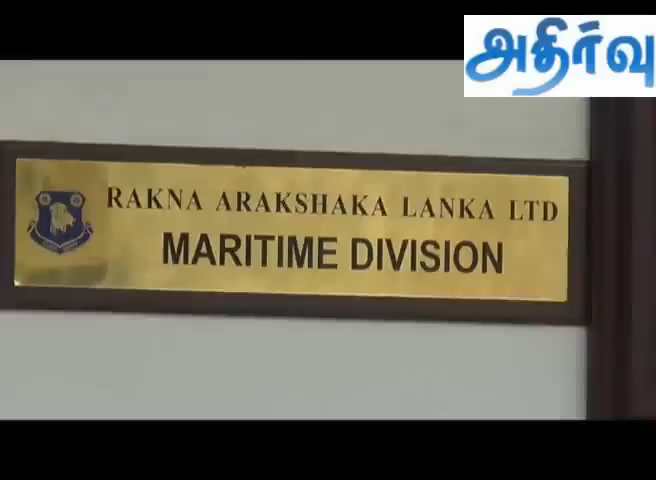 அதிர்வு
RAKNA ARAKSHAKA LANKA LTD
MARITIME DIVISION